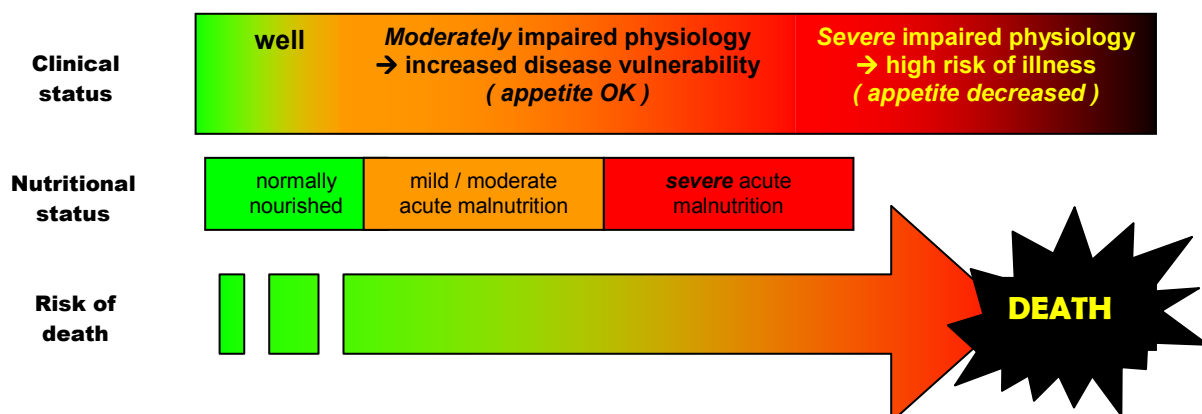 Clinical
status
well
Moderately impaired physiology
→ increased disease vulnerability
( appetite OK )
Severe impaired physiology
→ high risk of illness
( appetite decreased )
Nutritional
status
normally
nourished
mild / moderate
acute malnutrition
severe acute
malnutrition
Risk of
death
DEATH